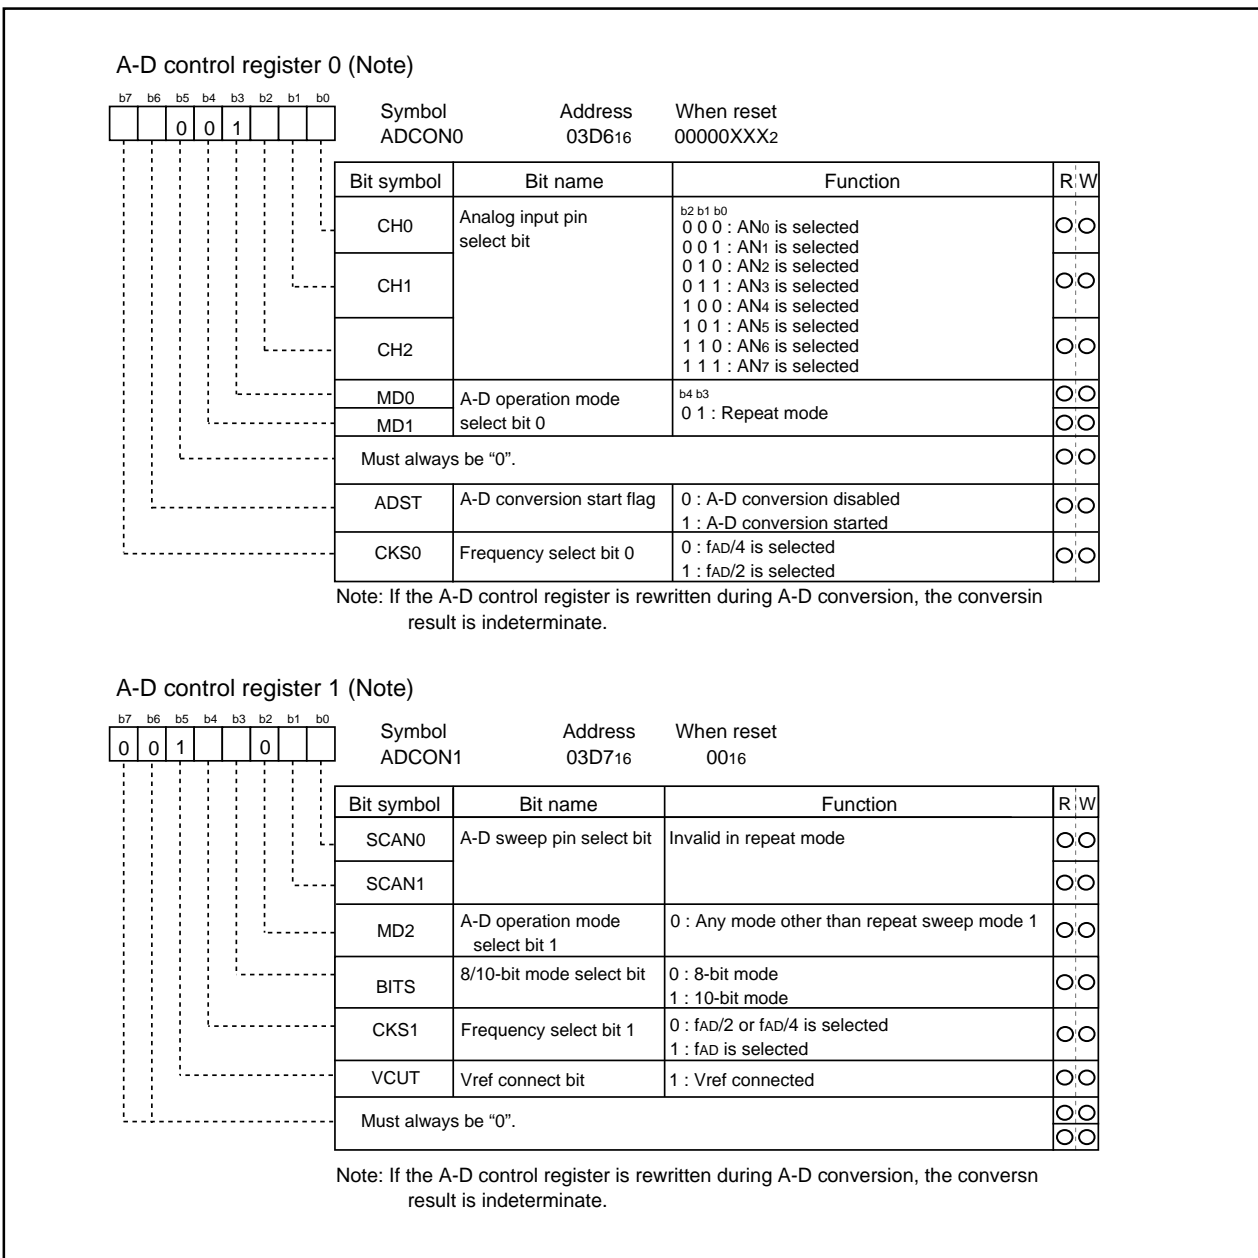 A-D control register 0 (Note)
b7 b6 b5 b4 b3 b2 b1 b0
0 0 1
Symbol Address When reset
ADCON0 03D616 00000XXX2
Bit symbol Bit name Function R W
CH0 Analog input pin select bit
b2 b1 b0
0 0 0 : AN0 is selected
0 0 1 : AN1 is selected
0 1 0 : AN2 is selected
0 1 1 : AN3 is selected
1 0 0 : AN4 is selected
1 0 1 : AN5 is selected
1 1 0 : AN6 is selected
1 1 1 : AN7 is selected
CH1
CH2
MD0 A-D operation mode
select bit 0
b4 b3
0 1 : Repeat mode
MD1
Must always be “0”.
ADST A-D conversion start flag 0 : A-D conversion disabled
1 : A-D conversion started
CKS0 Frequency select bit 0 0 : fAD/4 is selected
1 : fAD/2 is selected
Note: If the A-D control register is rewritten during A-D conversion, the conversin
result is indeterminate.
A-D control register 1 (Note)
b7 b6 b5 b4 b3 b2 b1 b0
0 0 1 0
Symbol Address When reset
ADCON1 03D716 0016
Bit symbol Bit name Function R W
SCAN0 A-D sweep pin select bit Invalid in repeat mode
SCAN1
MD2 A-D operation mode
select bit 1
0 : Any mode other than repeat sweep mode 1
BITS 8/10-bit mode select bit 0 : 8-bit mode
1 : 10-bit mode
CKS1 Frequency select bit 1 0 : fAD/2 or fAD/4 is selected
1 : fAD is selected
VCUT Vref connect bit 1 : Vref connected
Must always be “0”.
Note: If the A-D control register is rewritten during A-D conversion, the conversn
result is indeterminate.